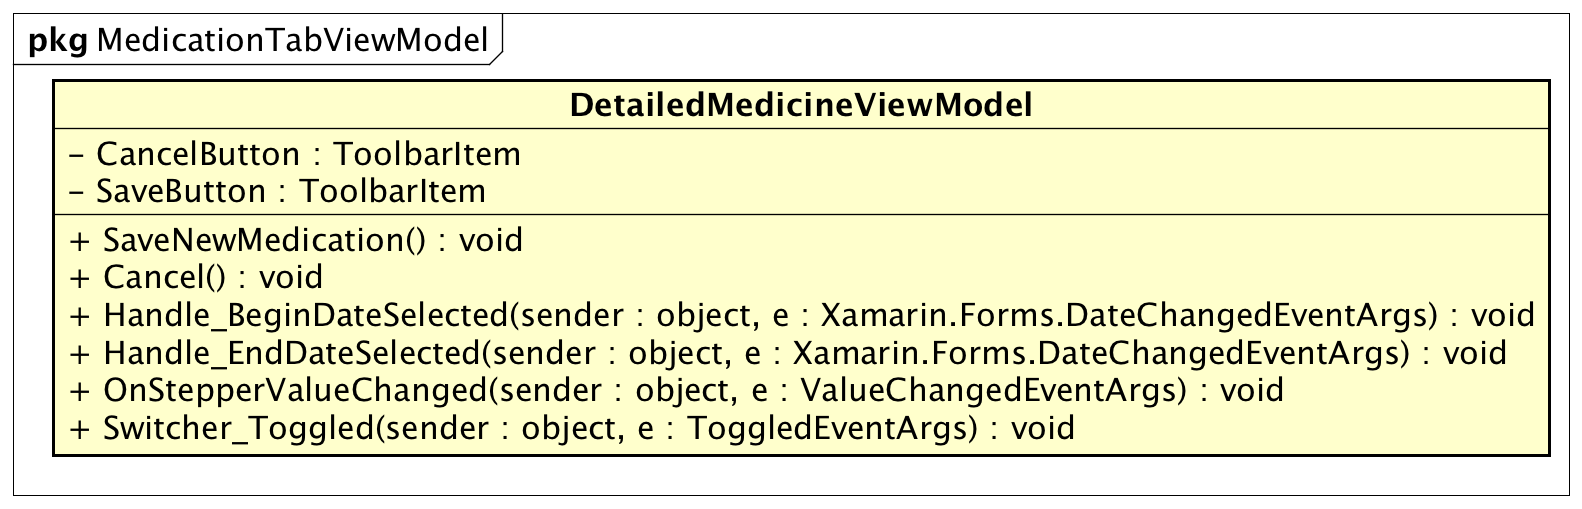 pkg MedicationTabViewModel
DetailedMedicineViewModel
– CancelButton : ToolbarItem
– SaveButton : ToolbarItem
+ SaveNewMedication() : void
+ Cancel() : void
+ Handle_BeginDateSelected(sender : object, e : Xamarin.Forms.DateChangedEventArgs) : void
+ Handle_EndDateSelected(sender : object, e : Xamarin.Forms.DateChangedEventArgs) : void
+ OnStepperValueChanged(sender : object, e : ValueChangedEventArgs) : void
+ Switcher_Toggled(sender : object, e : ToggledEventArgs) : void